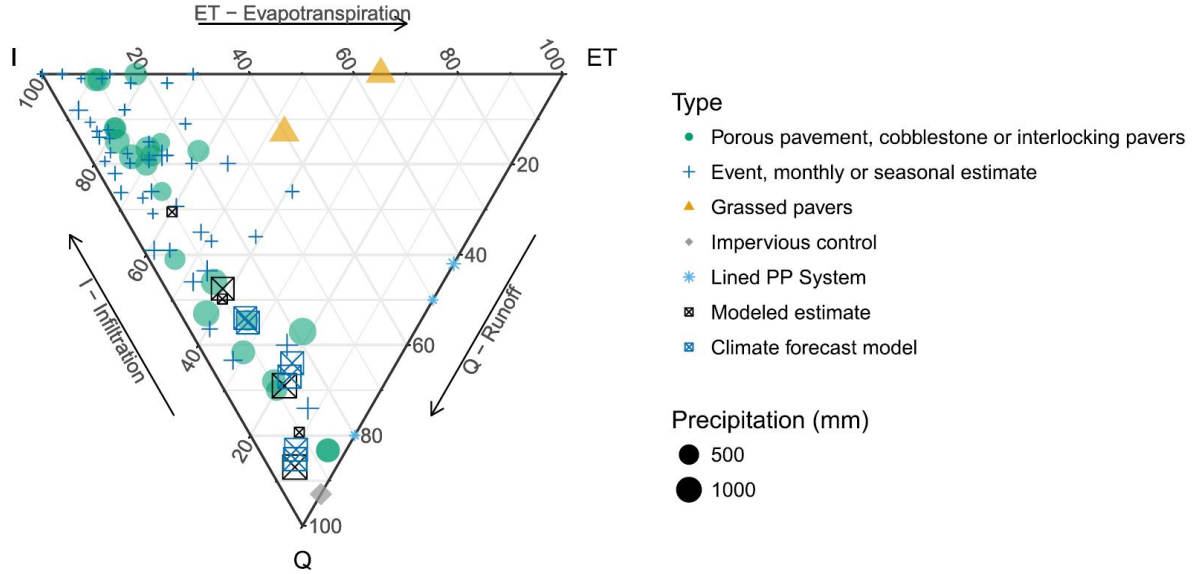 ET − Evapotranspiration
I
ET
20
40
60
80
100
100
80
60
40
20
20
40
60
80
100
I − Infiltration
Q − Runoff
Q
Type
Porous pavement, cobblestone or interlocking pavers
Event, monthly or seasonal estimate
Grassed pavers
Impervious control
Lined PP System
Modeled estimate
Climate forecast model
Precipitation (mm)
500
1000